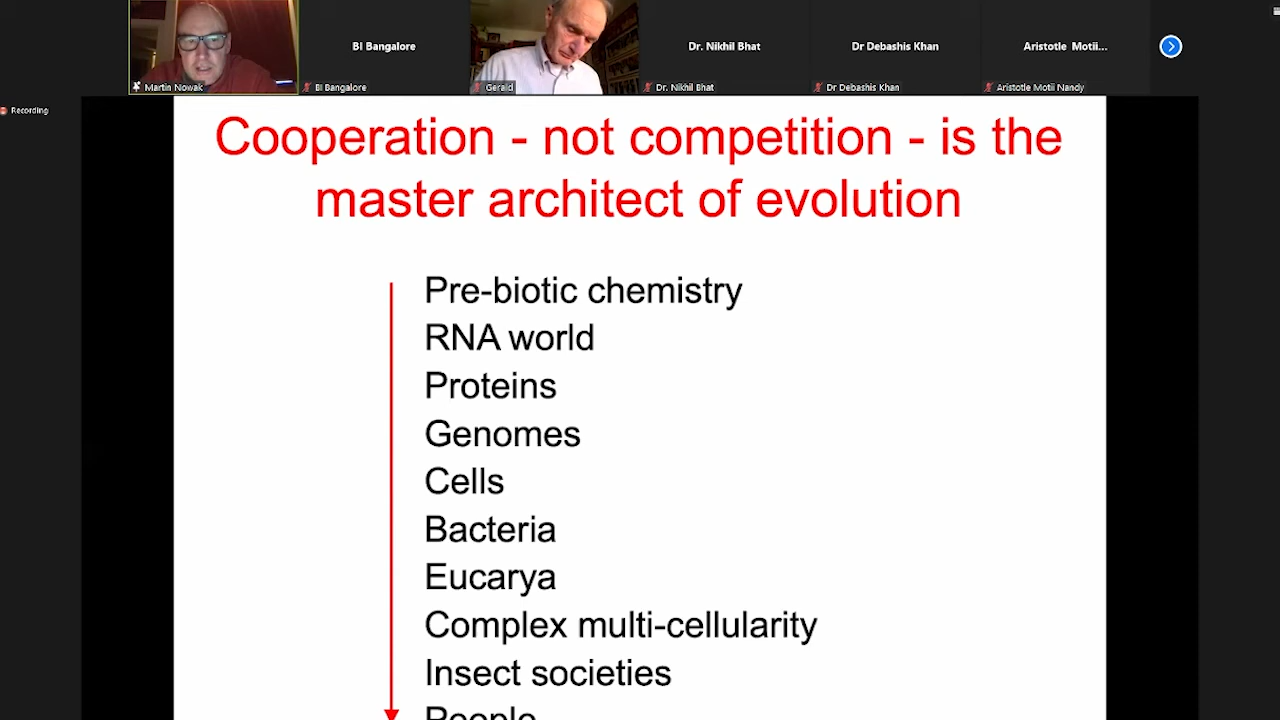 BI Bangalore
Dr. Nikhil Bhat
Dr Debashis Khan
Aristotle Motii...
Martin Nowak
BI Bangalore
Gerald
Dr. Nikhil Bhat
Dr Debashis Khan
Aristotle Motii Nandy
Recording
Cooperation - not competition - is the
master architect of evolution
Pre-biotic chemistry
RNA world
Proteins
Genomes
Cells
Bacteria
Eucarya
Complex multi-cellularity
Insect societies
People